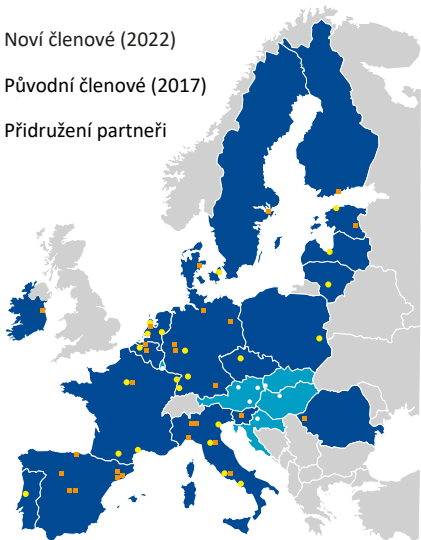 Noví členové (2022)
Původní členové (2017)
Přidružení partneři